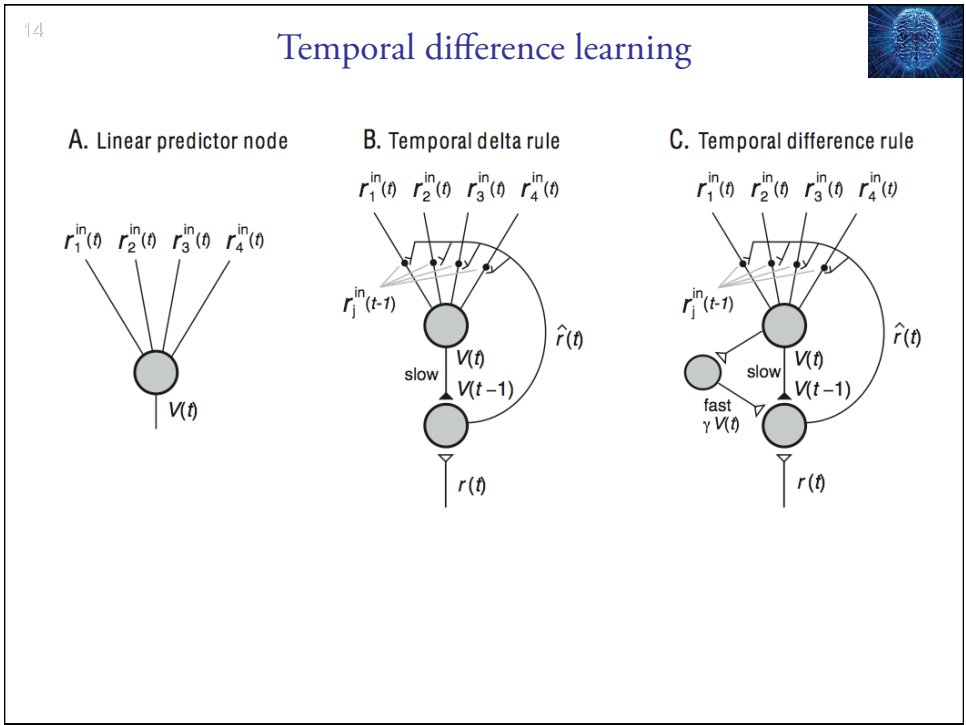 14
Temporal difference learning
A. Linear predictor node
r₁ⁱⁿ(t) r₂ⁱⁿ(t) r₃ⁱⁿ(t) r₄ⁱⁿ(t)
V(t)
B. Temporal delta rule
r₁ⁱⁿ(t) r₂ⁱⁿ(t) r₃ⁱⁿ(t) r₄ⁱⁿ(t)
rⱼⁱⁿ(t-1)
r̂(t)
V(t)
slow
V(t−1)
r(t)
C. Temporal difference rule
r₁ⁱⁿ(t) r₂ⁱⁿ(t) r₃ⁱⁿ(t) r₄ⁱⁿ(t)
rⱼⁱⁿ(t-1)
r̂(t)
V(t)
slow
V(t−1)
fast
γ V(t)
r(t)